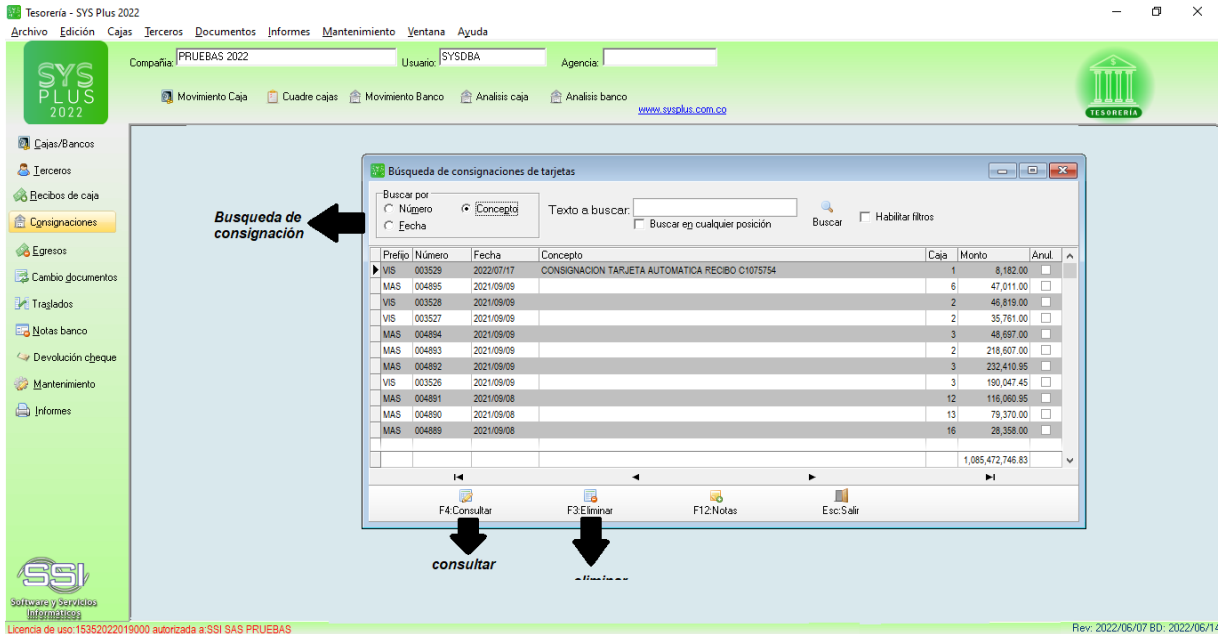 Tesorería - SYS Plus 2022
Archivo Edición Cajas Terceros Documentos Informes Mantenimiento Ventana Ayuda
SYS
PLUS
2022
Compañia: PRUEBAS 2022 Usuario: SYSDBA Agencia:
Movimiento Caja Cuadre cajas Movimiento Banco Analisis caja Analisis banco
www.sysplus.com.co
TESORERÍA
Cajas/Bancos
Terceros
Recibos de caja
Consignaciones
Egresos
Cambio documentos
Traslados
Notas banco
Devolución cheque
Mantenimiento
Informes
Busqueda de
consignación
Búsqueda de consignaciones de tarjetas
Buscar por
Número Concepto
Fecha
Texto a buscar:
Buscar en cualquier posición
Buscar
Habilitar filtros
Prefijo Número Fecha Concepto Caja Monto Anul.
VIS 003529 2022/07/17 CONSIGNACION TARJETA AUTOMATICA RECIBO C1075754 1 8,182.00
MAS 004895 2021/09/09 6 47,011.00
VIS 003528 2021/09/09 2 46,819.00
VIS 003527 2021/09/09 2 35,761.00
MAS 004894 2021/09/09 3 48,697.00
MAS 004893 2021/09/09 2 218,607.00
MAS 004892 2021/09/09 3 232,410.95
VIS 003526 2021/09/09 3 190,047.45
MAS 004891 2021/09/08 12 116,060.95
MAS 004890 2021/09/08 13 79,370.00
MAS 004889 2021/09/08 16 28,358.00
1,085,472,746.83
F4:Consultar F3:Eliminar F12:Notas Esc:Salir
consultar
eliminar
SSI
Software y Servicios
Informáticos
Licencia de uso:15352022019000 autorizada a:SSI SAS PRUEBAS
Rev: 2022/06/07 BD: 2022/06/14